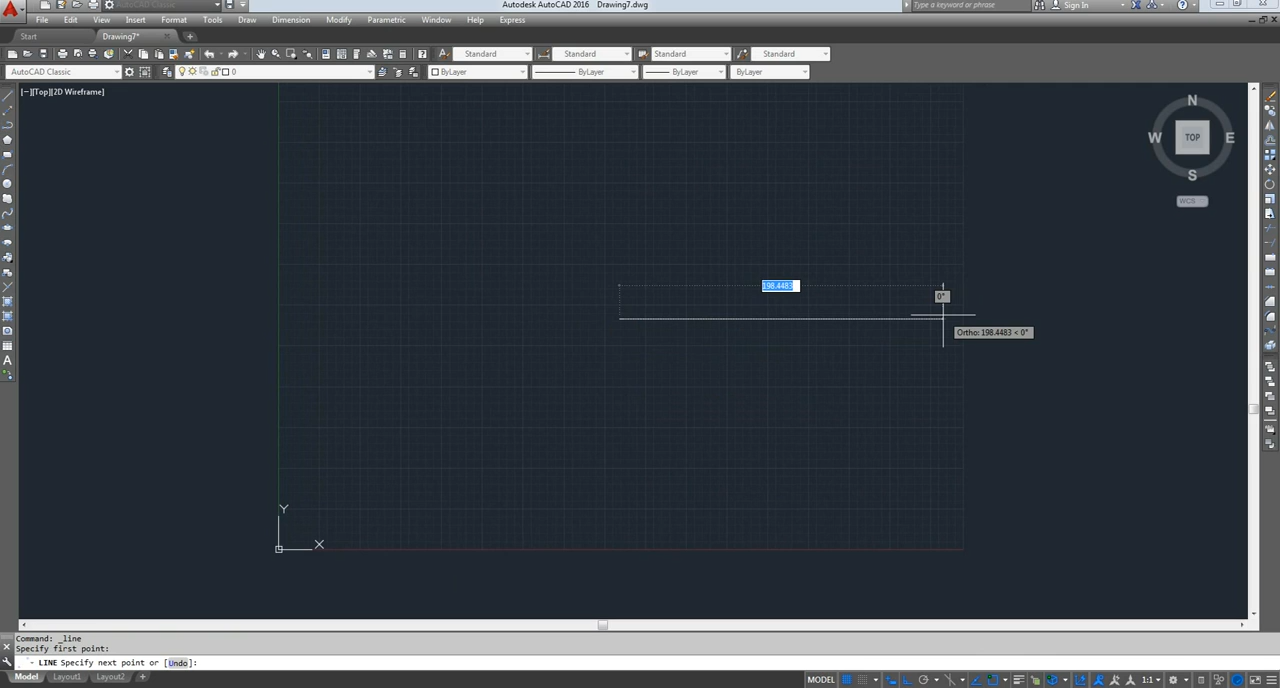 AutoCAD Classic
Autodesk AutoCAD 2016 Drawing7.dwg
Type a keyword or phrase
Sign In
File Edit View Insert Format Tools Draw Dimension Modify Parametric Window Help Express
Start Drawing7*
Standard Standard Standard Standard
AutoCAD Classic 0 ByLayer ByLayer ByLayer ByLayer
[−][Top][2D Wireframe]
N
W TOP E
S
WCS
198.4483
0°
Ortho: 198.4483 < 0°
Y
X
Command: _line
Specify first point:
LINE Specify next point or [Undo]:
Model Layout1 Layout2 + MODEL 1:1